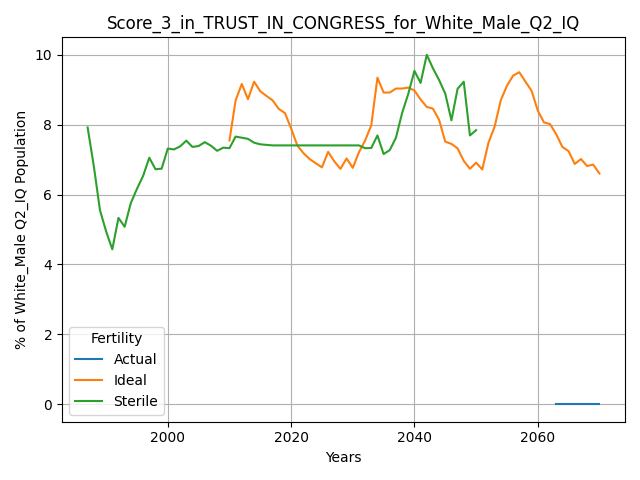 Score_3_in_TRUST_IN_CONGRESS_for_White_Male_Q2_IQ
% of White_Male Q2_IQ Population
10
8
6
4
2
0
Fertility
Actual
Ideal
Sterile
2000 2020 2040 2060
Years